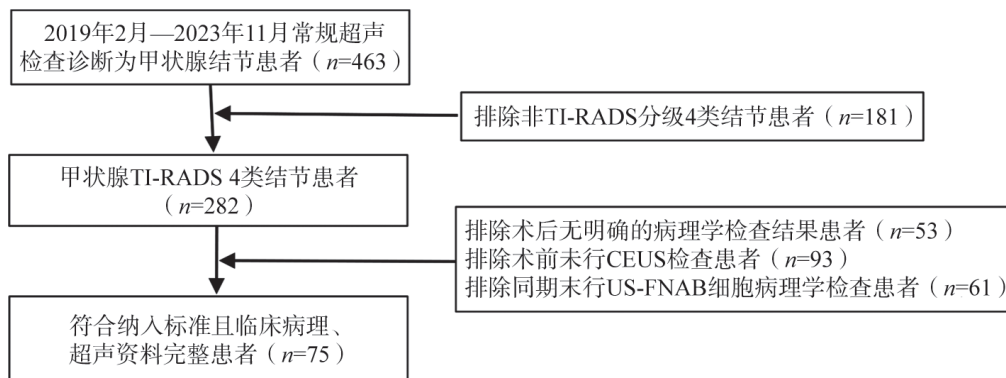 2019年2月—2023年11月常规超声
检查诊断为甲状腺结节患者（n=463）
排除非TI-RADS分级4类结节患者（n=181）
甲状腺TI-RADS 4类结节患者
（n=282）
排除术后无明确的病理学检查结果患者（n=53）
排除术前未行CEUS检查患者（n=93）
排除同期末行US-FNAB细胞病理学检查患者（n=61）
符合纳入标准且临床病理、
超声资料完整患者（n=75）